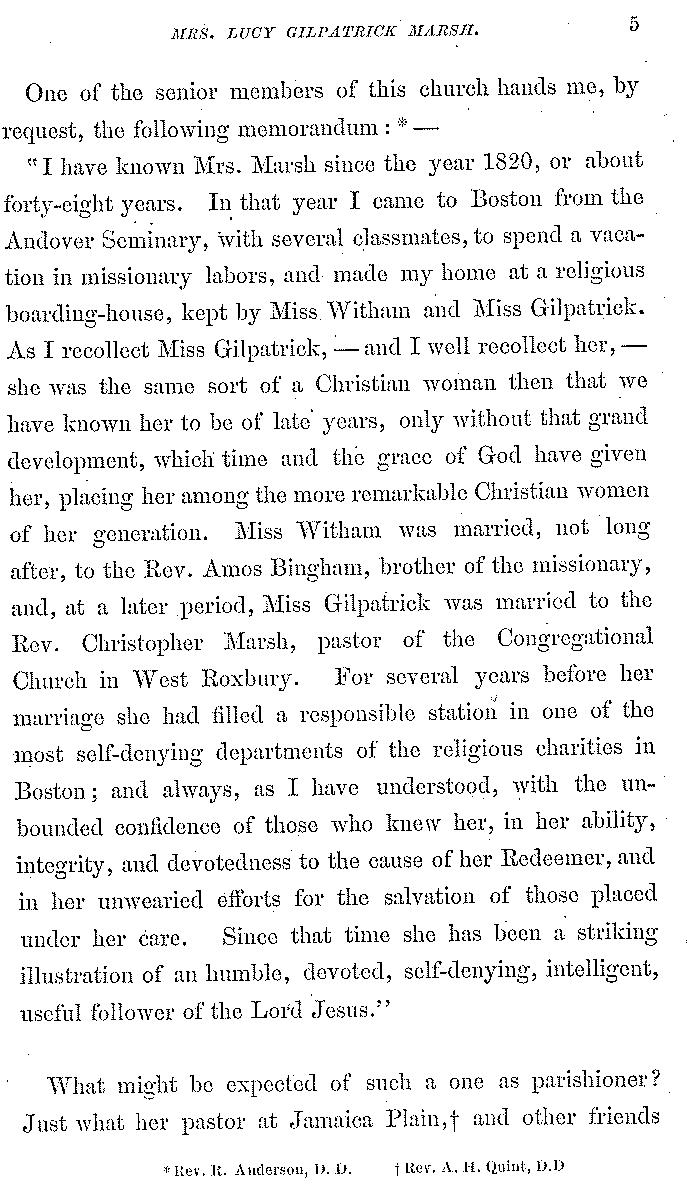 MRS. LUCY GILPATRICK MARSH. 5
One of the senior members of this church hands me, by
request, the following memorandum : * —
"I have known Mrs. Marsh since the year 1820, or about
forty-eight years. In that year I came to Boston from the
Andover Seminary, with several classmates, to spend a vaca-
tion in missionary labors, and made my home at a religious
boarding-house, kept by Miss Witham and Miss Gilpatrick.
As I recollect Miss Gilpatrick, — and I well recollect her, —
she was the same sort of a Christian woman then that we
have known her to be of late years, only without that grand
development, which time and the grace of God have given
her, placing her among the more remarkable Christian women
of her generation. Miss Witham was married, not long
after, to the Rev. Amos Bingham, brother of the missionary,
and, at a later period, Miss Gilpatrick was married to the
Rev. Christopher Marsh, pastor of the Congregational
Church in West Roxbury. For several years before her
marriage she had filled a responsible station in one of the
most self-denying departments of the religious charities in
Boston; and always, as I have understood, with the un-
bounded confidence of those who knew her, in her ability,
integrity, and devotedness to the cause of her Redeemer, and
in her unwearied efforts for the salvation of those placed
under her care. Since that time she has been a striking
illustration of an humble, devoted, self-denying, intelligent,
useful follower of the Lord Jesus."
What might be expected of such a one as parishioner?
Just what her pastor at Jamaica Plain,† and other friends
* Rev. R. Anderson, D. D. † Rev. A. H. Quint, D.D